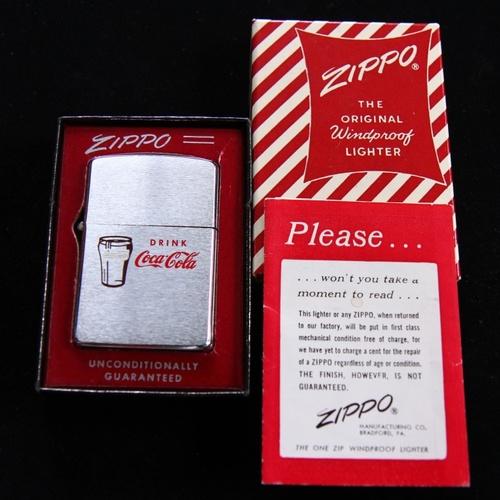 ZIPPO
DRINK
Coca-Cola
UNCONDITIONALLY
GUARANTEED
ZIPPO®
THE
ORIGINAL
Windproof
LIGHTER
Please...
...won't you take a
moment to read...
This lighter or any ZIPPO, when returned
to our factory, will be put in first class
mechanical condition free of charge, for
we have yet to charge a cent for the repair
of a ZIPPO regardless of age or condition.
THE FINISH, HOWEVER, IS NOT
GUARANTEED.
ZIPPO®
MANUFACTURING CO.
BRADFORD, PA.
THE ONE ZIP WINDPROOF LIGHTER